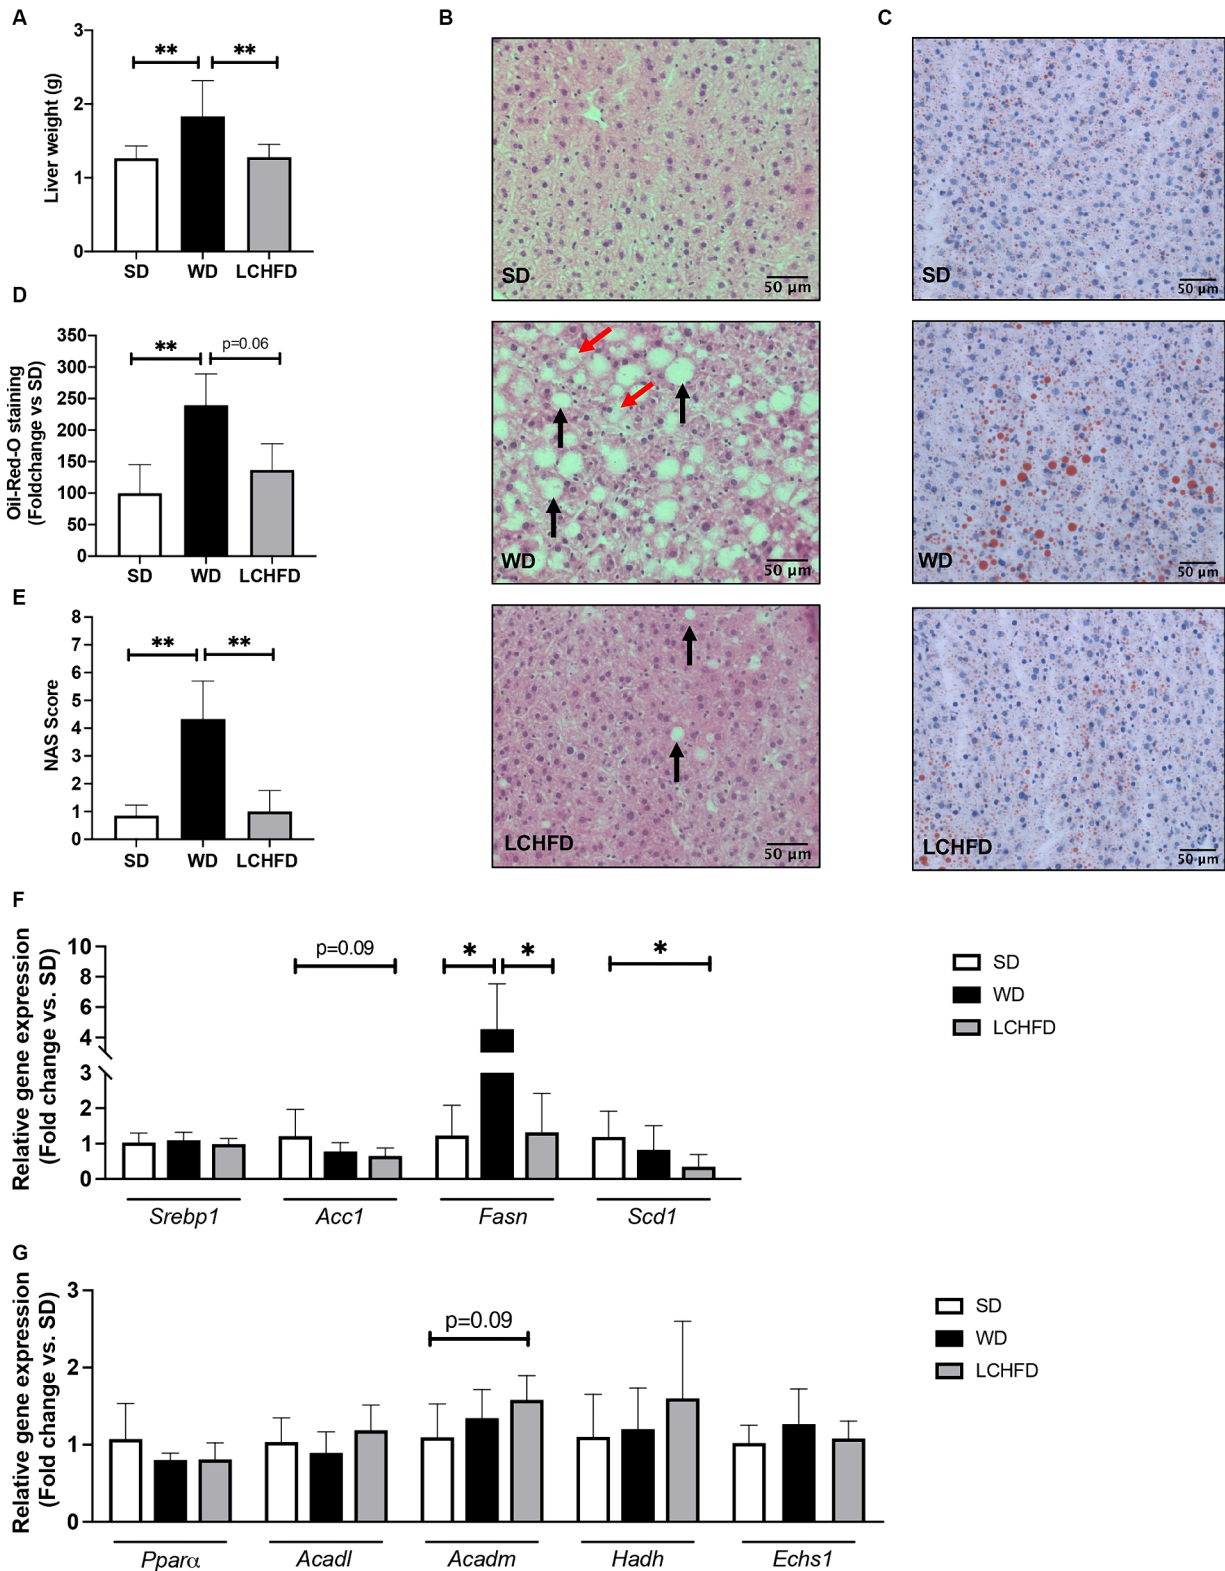 A
Liver weight (g)
3
2
1
0
**
**
SD
WD
LCHFD
B
SD
50 μm
WD
50 μm
LCHFD
50 μm
C
SD
50 μm
WD
50 μm
LCHFD
50 μm
D
Oil-Red-O staining
(Foldchange vs SD)
350
300
250
200
150
100
50
0
**
p=0.06
SD
WD
LCHFD
E
NAS Score
8
7
6
5
4
3
2
1
0
**
**
SD
WD
LCHFD
F
Relative gene expression
(Fold change vs. SD)
10
8
6
4
3
2
1
0
p=0.09
*
*
*
Srebp1
Acc1
Fasn
Scd1
SD
WD
LCHFD
G
Relative gene expression
(Fold change vs. SD)
3
2
1
0
p=0.09
Pparα
Acadl
Acadm
Hadh
Echs1
SD
WD
LCHFD